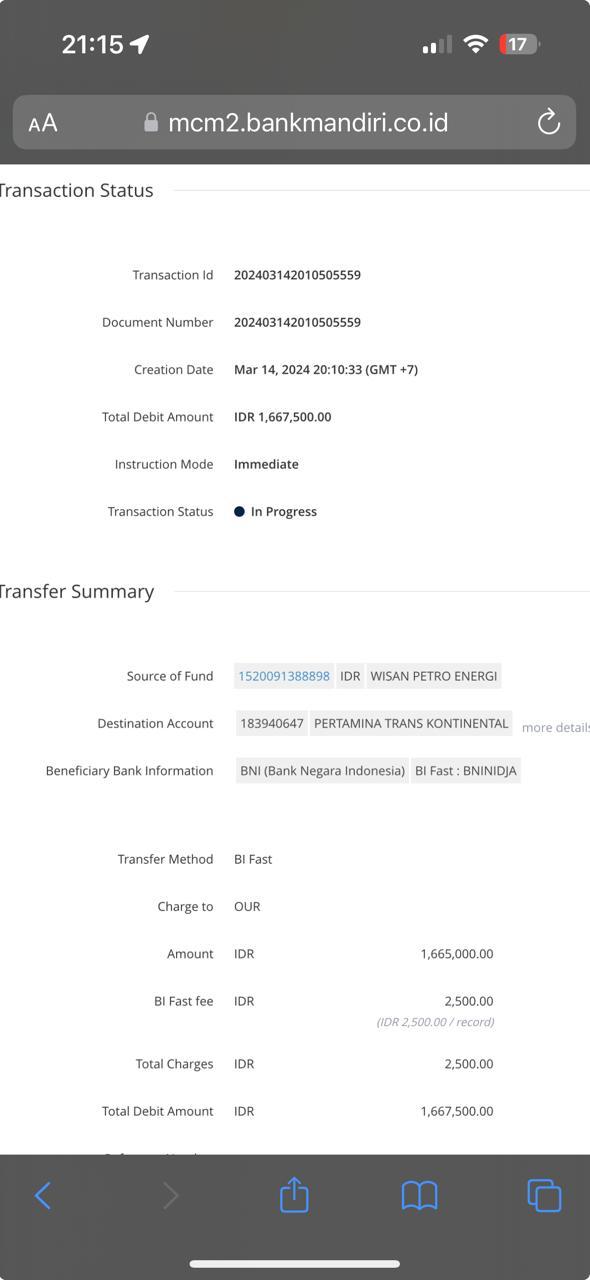 21:15
17
AA
mcm2.bankmandiri.co.id
Transaction Status
Transaction Id 202403142010505559
Document Number 202403142010505559
Creation Date Mar 14, 2024 20:10:33 (GMT +7)
Total Debit Amount IDR 1,667,500.00
Instruction Mode Immediate
Transaction Status In Progress
Transfer Summary
Source of Fund 1520091388898 IDR WISAN PETRO ENERGI
Destination Account 183940647 PERTAMINA TRANS KONTINENTAL more details
Beneficiary Bank Information BNI (Bank Negara Indonesia) BI Fast : BNINIDJA
Transfer Method BI Fast
Charge to OUR
Amount IDR 1,665,000.00
BI Fast fee IDR 2,500.00
(IDR 2,500.00 / record)
Total Charges IDR 2,500.00
Total Debit Amount IDR 1,667,500.00